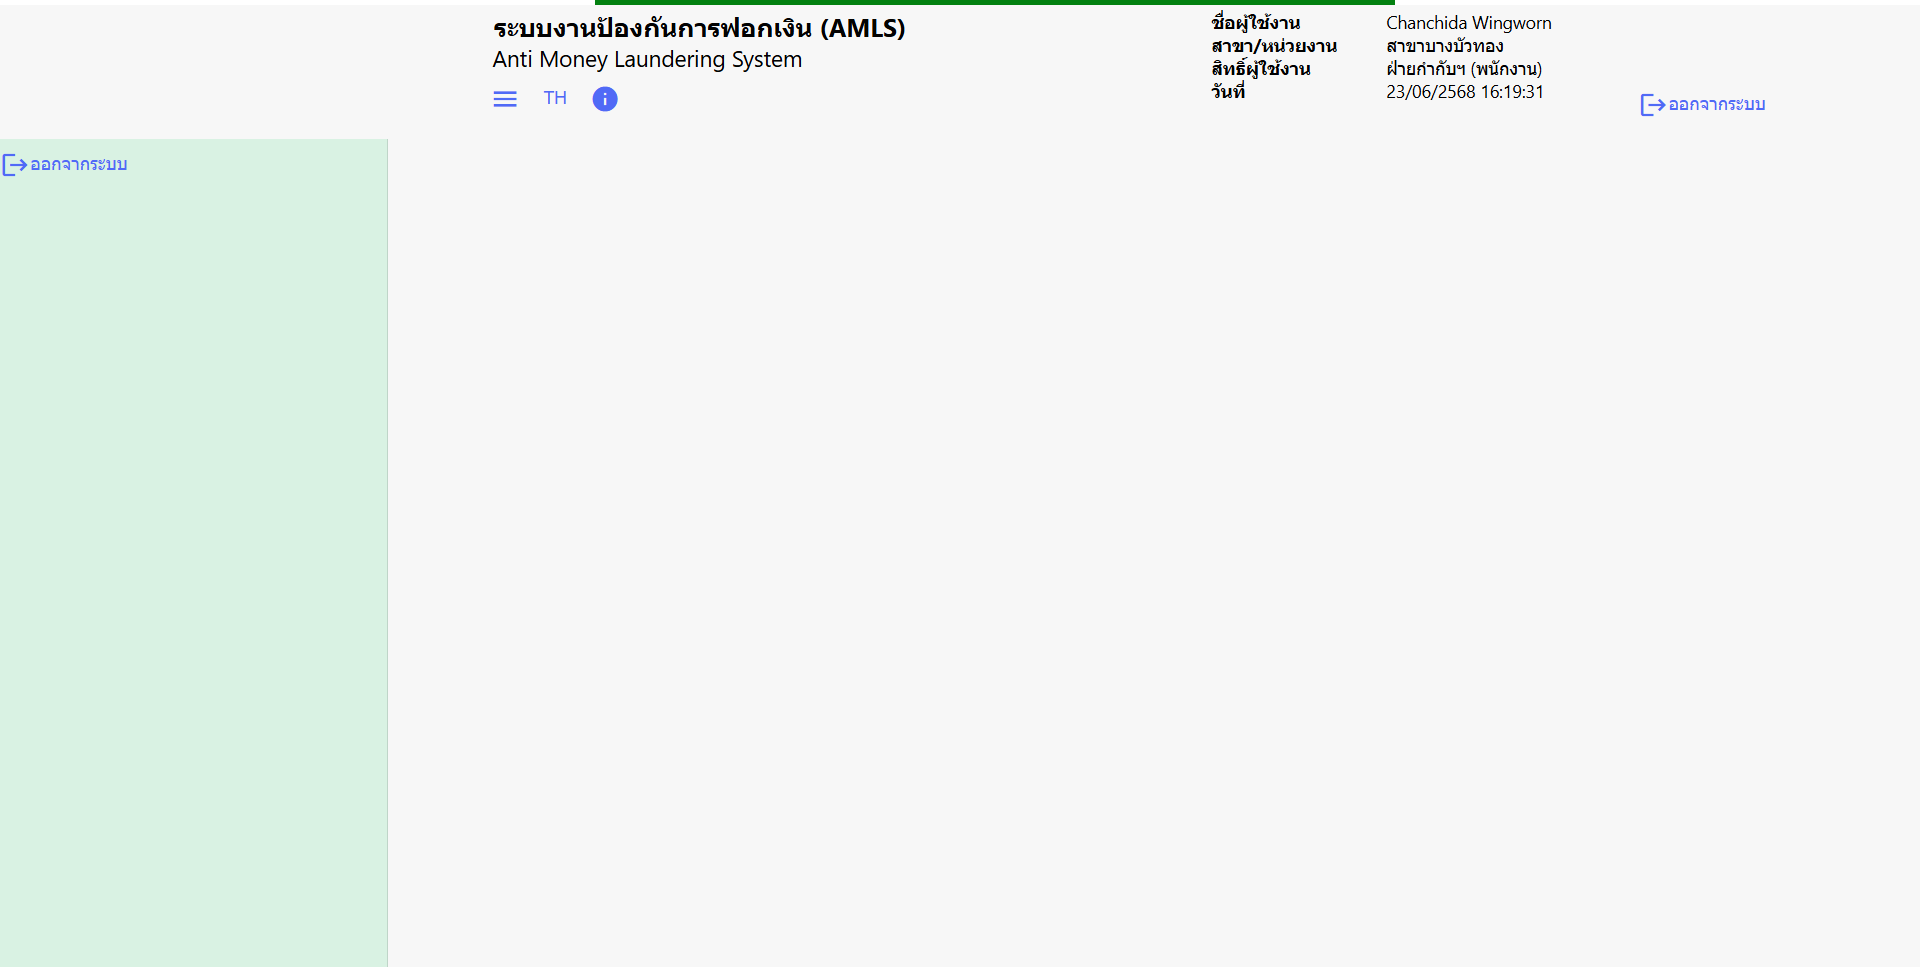 ระบบงานป้องกันการฟอกเงิน (AMLS)
Anti Money Laundering System
TH
ชื่อผู้ใช้งาน Chanchida Wingworn
สาขา/หน่วยงาน สาขาบางบัวทอง
สิทธิ์ผู้ใช้งาน ฝ่ายกำกับฯ (พนักงาน)
วันที่ 23/06/2568 16:19:31
ออกจากระบบ
ออกจากระบบ